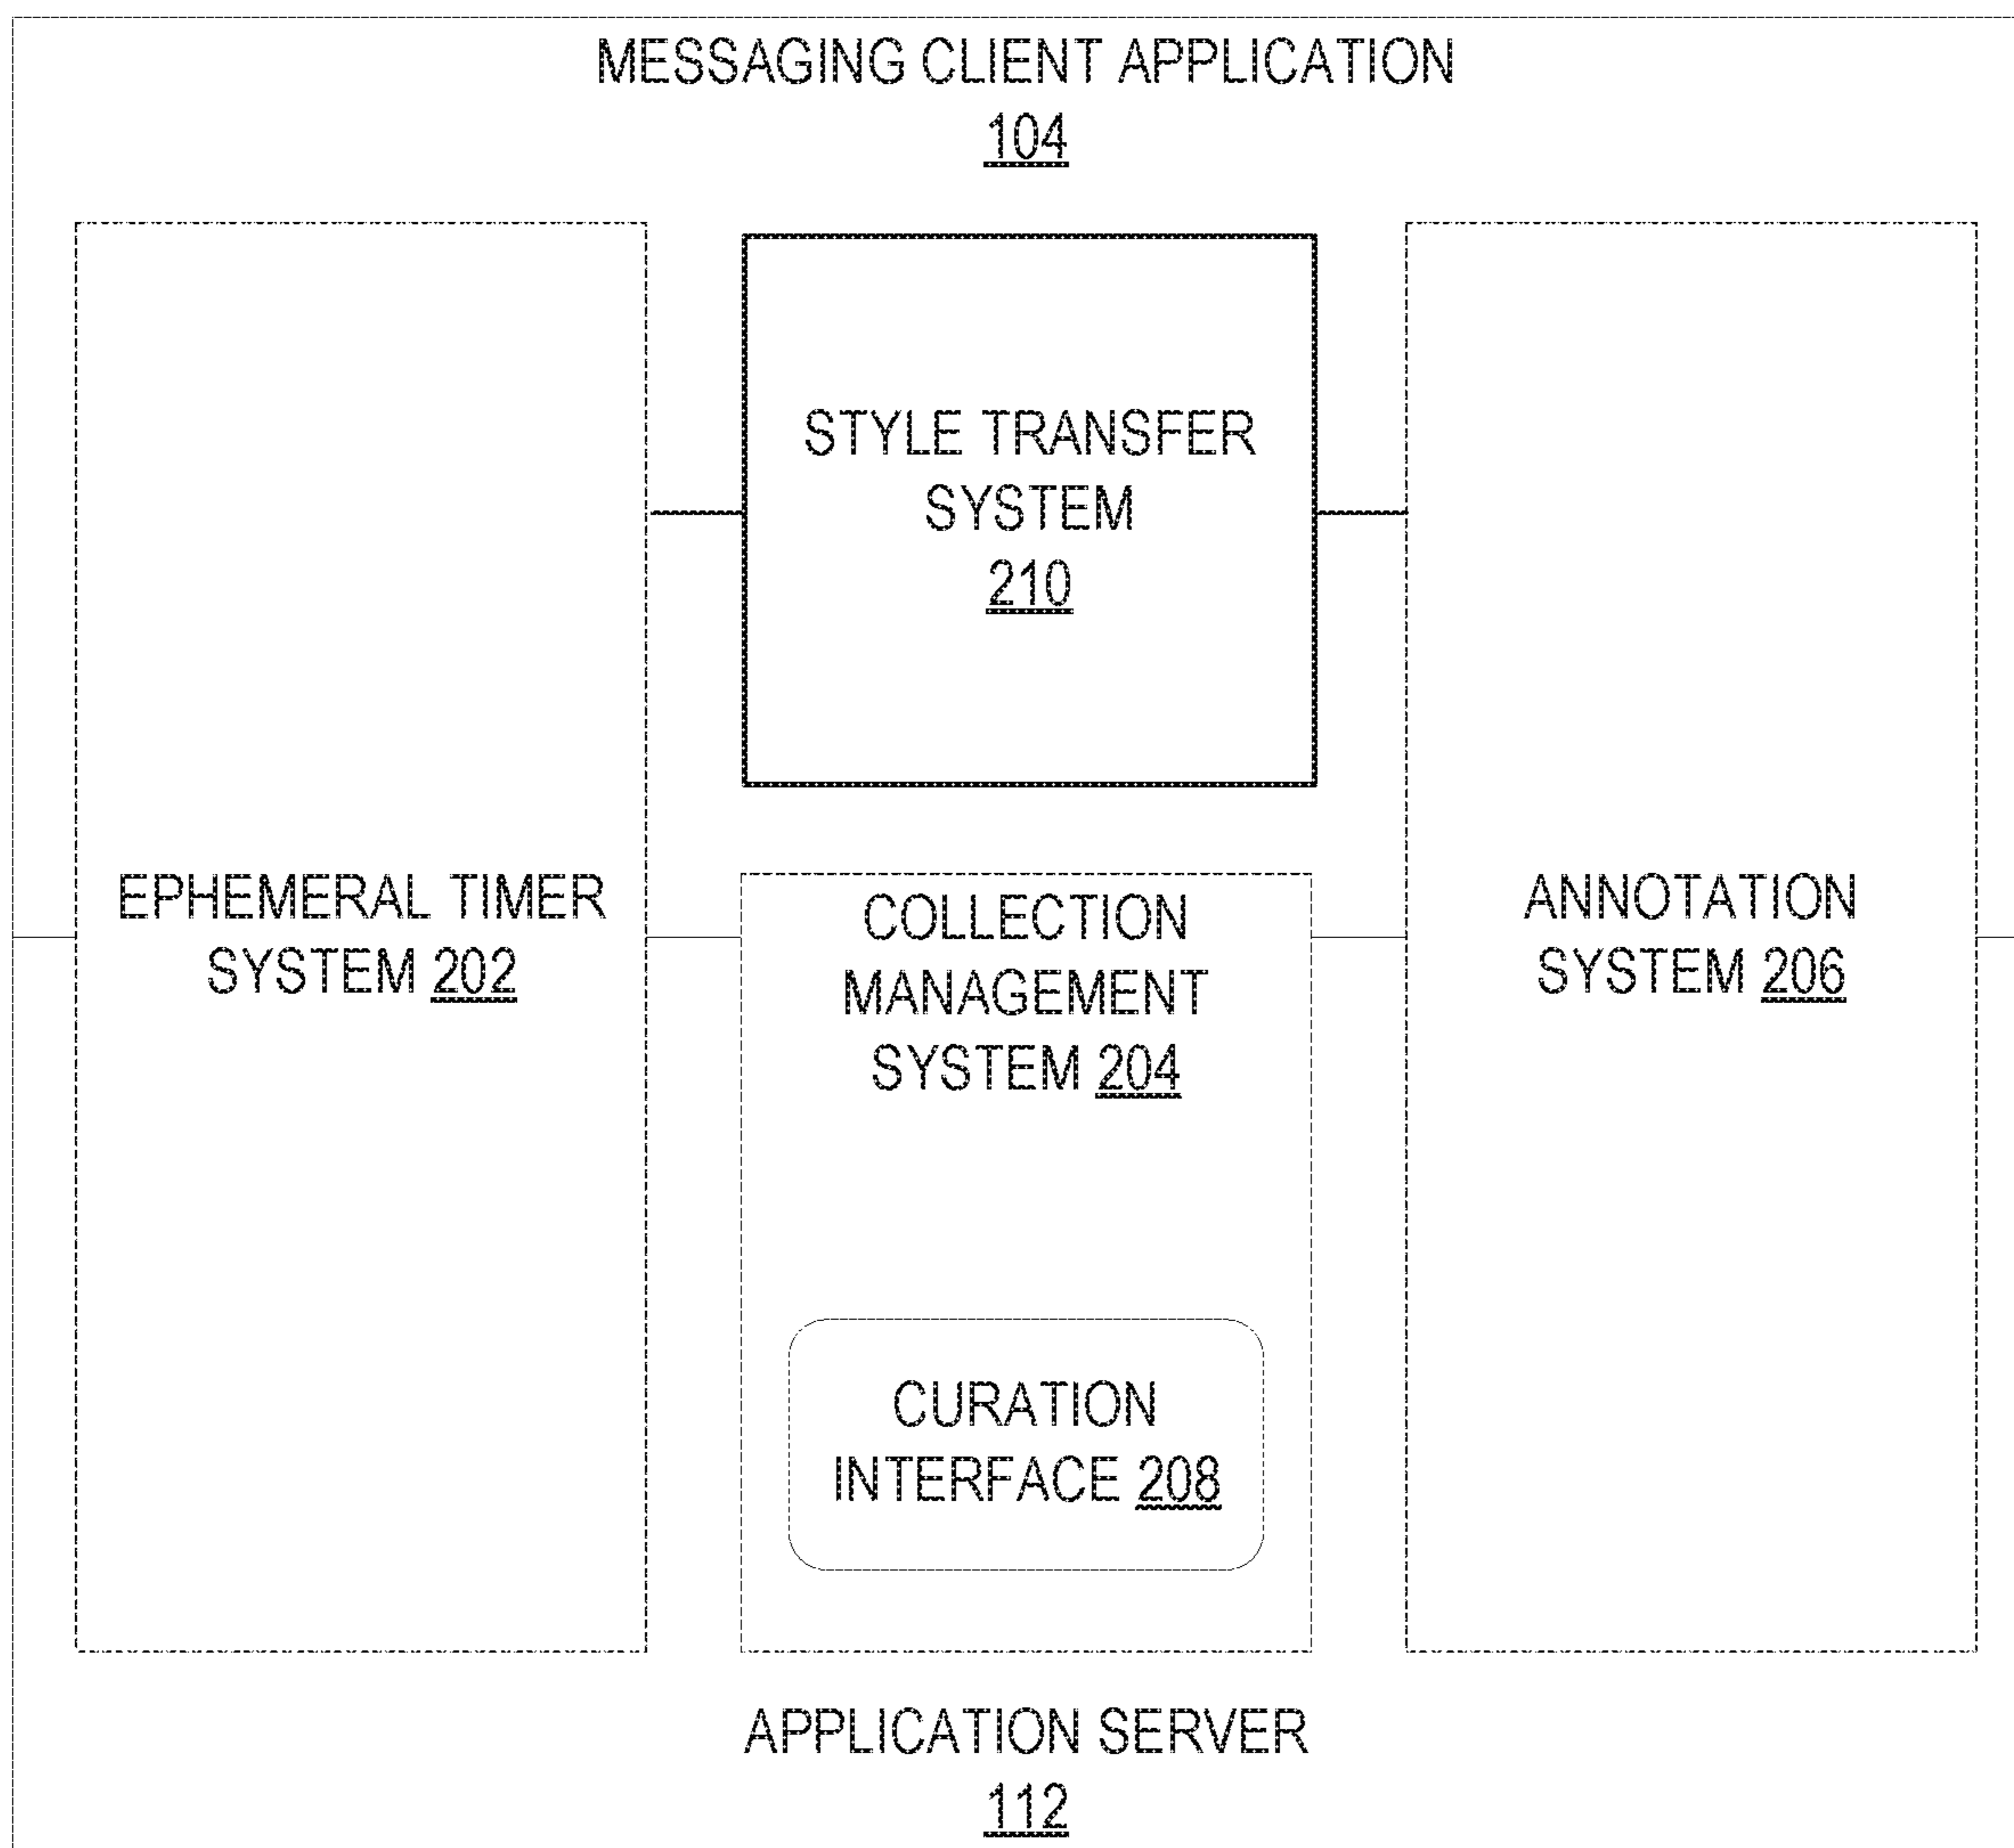 MESSAGING CLIENT APPLICATION
104
STYLE TRANSFER
SYSTEM
210
EPHEMERAL TIMER
SYSTEM 202
COLLECTION
MANAGEMENT
SYSTEM 204
CURATION
INTERFACE 208
ANNOTATION
SYSTEM 206
APPLICATION SERVER
112